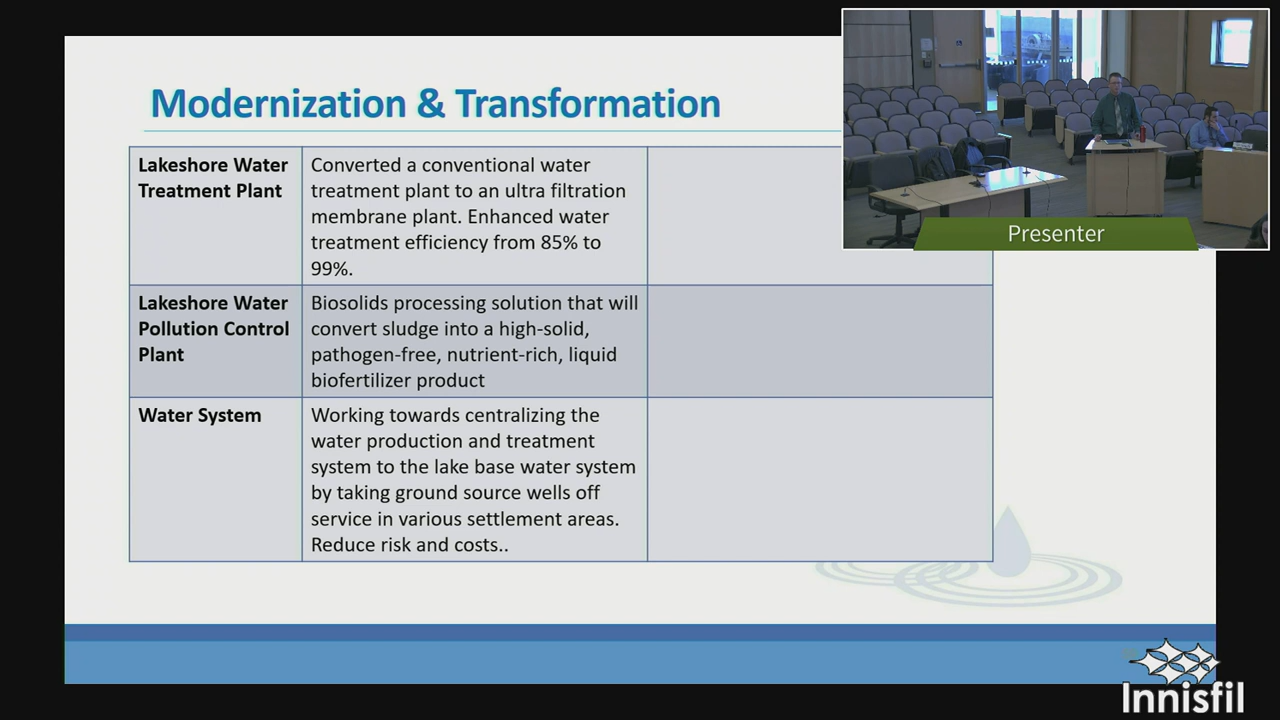 Modernization & Transformation
Lakeshore Water
Treatment Plant
Converted a conventional water
treatment plant to an ultra filtration
membrane plant. Enhanced water
treatment efficiency from 85% to
99%.
Lakeshore Water
Pollution Control
Plant
Biosolids processing solution that will
convert sludge into a high-solid,
pathogen-free, nutrient-rich, liquid
biofertilizer product
Water System
Working towards centralizing the
water production and treatment
system to the lake base water system
by taking ground source wells off
service in various settlement areas.
Reduce risk and costs..
Presenter
Innisfil